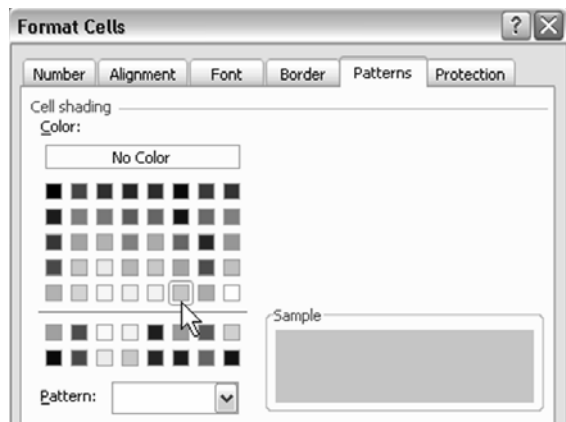 Format Cells
Number Alignment Font Border Patterns Protection
Cell shading
Color:
No Color
Sample
Pattern: